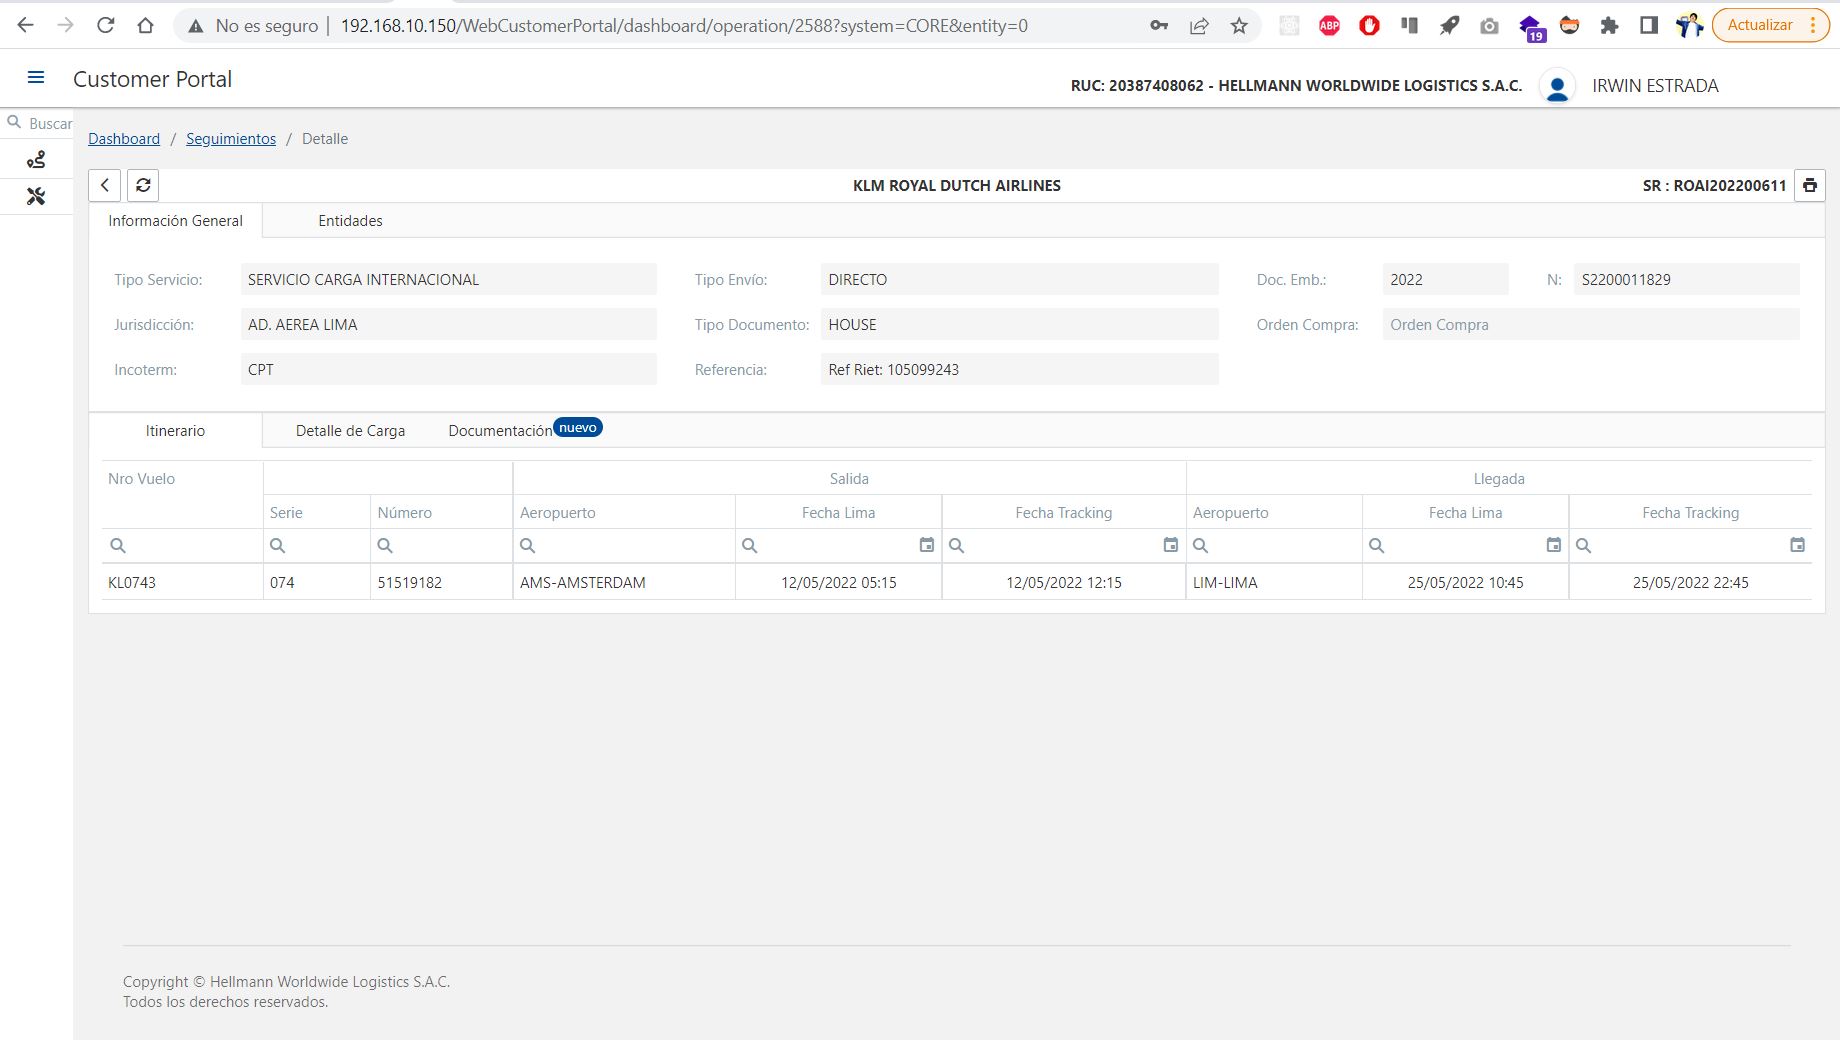 No es seguro | 192.168.10.150/WebCustomerPortal/dashboard/operation/2588?system=CORE&entity=0
ABP
19
Actualizar
Customer Portal
RUC: 20387408062 - HELLMANN WORLDWIDE LOGISTICS S.A.C.
IRWIN ESTRADA
Buscar
Dashboard / Seguimientos / Detalle
KLM ROYAL DUTCH AIRLINES
SR : ROAI202200611
Información General Entidades
Tipo Servicio: SERVICIO CARGA INTERNACIONAL Tipo Envío: DIRECTO Doc. Emb.: 2022 N: S2200011829
Jurisdicción: AD. AEREA LIMA Tipo Documento: HOUSE Orden Compra: Orden Compra
Incoterm: CPT Referencia: Ref Riet: 105099243
Itinerario Detalle de Carga Documentación nuevo
Nro Vuelo Salida Llegada
Serie Número Aeropuerto Fecha Lima Fecha Tracking Aeropuerto Fecha Lima Fecha Tracking
KL0743 074 51519182 AMS-AMSTERDAM 12/05/2022 05:15 12/05/2022 12:15 LIM-LIMA 25/05/2022 10:45 25/05/2022 22:45
Copyright © Hellmann Worldwide Logistics S.A.C.
Todos los derechos reservados.